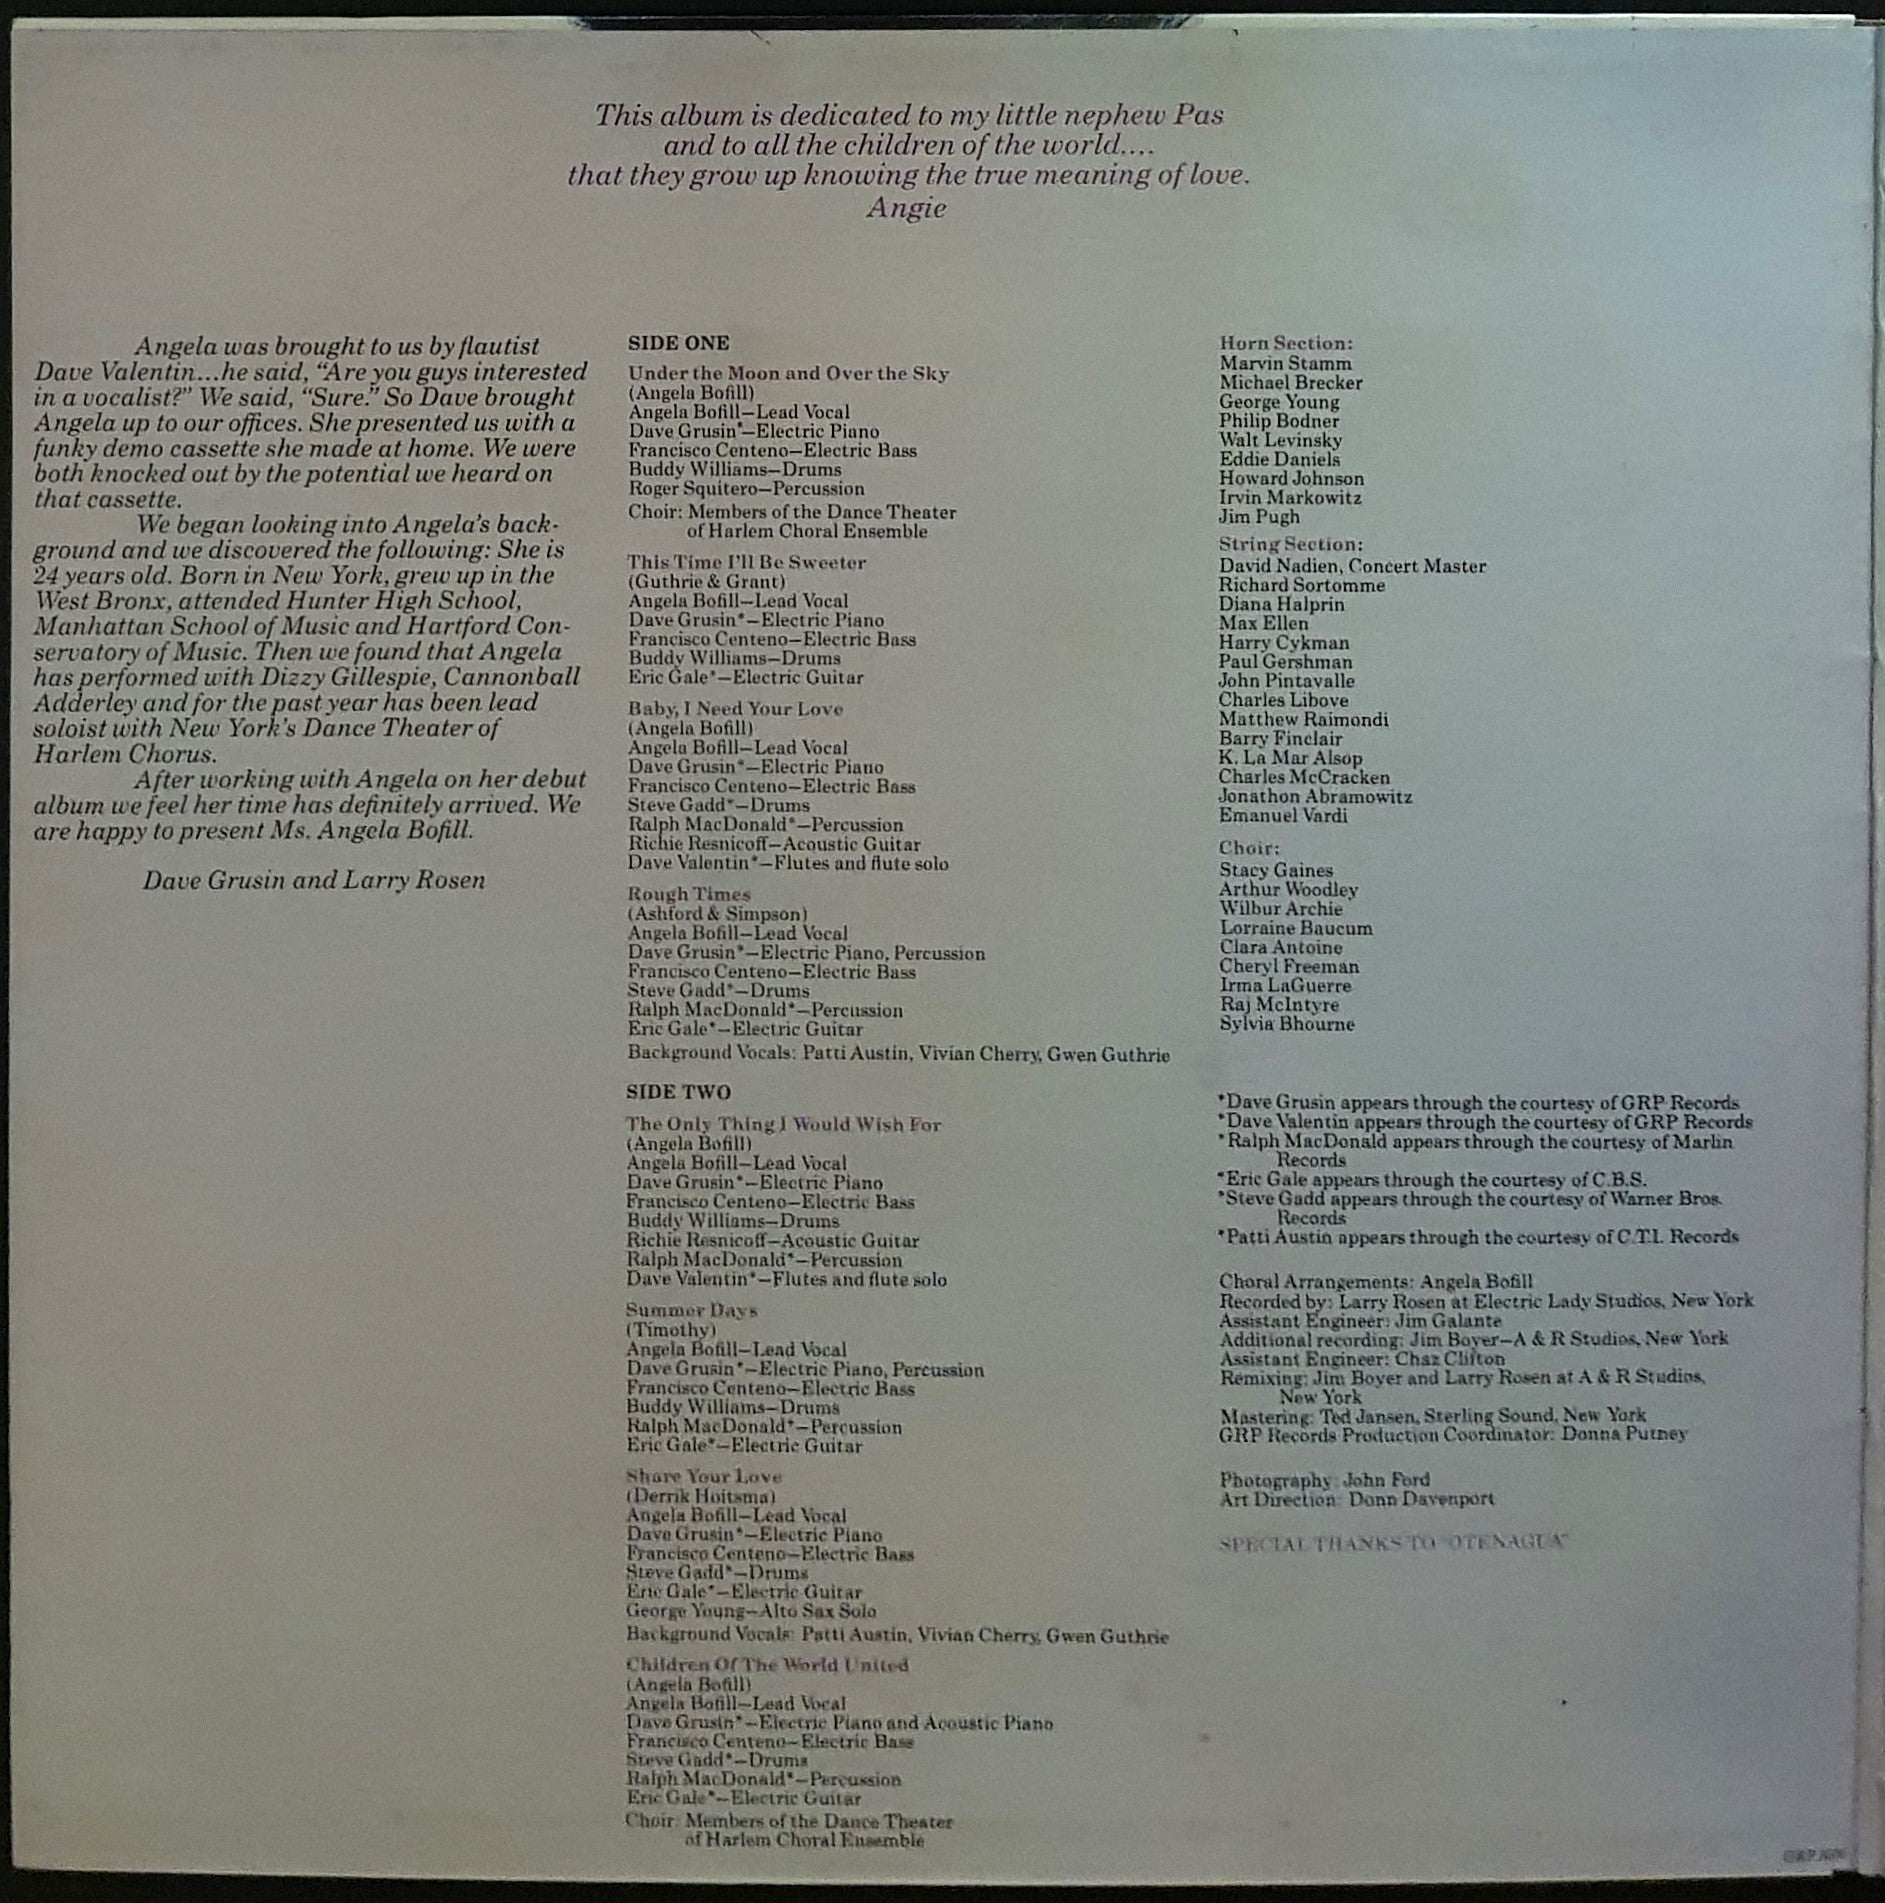 This album is dedicated to my little nephew Pas
and to all the children of the world....
that they grow up knowing the true meaning of love.
Angie
Angela was brought to us by flautist
Dave Valentin...he said, “Are you guys interested
in a vocalist?” We said, “Sure.” So Dave brought
Angela up to our offices. She presented us with a
funky demo cassette she made at home. We were
both knocked out by the potential we heard on
that cassette.
We began looking into Angela’s back-
ground and we discovered the following: She is
24 years old. Born in New York, grew up in the
West Bronx, attended Hunter High School,
Manhattan School of Music and Hartford Con-
servatory of Music. Then we found that Angela
has performed with Dizzy Gillespie, Cannonball
Adderley and for the past year has been lead
soloist with New York’s Dance Theater of
Harlem Chorus.
After working with Angela on her debut
album we feel her time has definitely arrived. We
are happy to present Ms. Angela Bofill.
Dave Grusin and Larry Rosen
SIDE ONE
Under the Moon and Over the Sky
(Angela Bofill)
Angela Bofill—Lead Vocal
Dave Grusin*—Electric Piano
Francisco Centeno—Electric Bass
Buddy Williams—Drums
Roger Squitero—Percussion
Choir: Members of the Dance Theater
of Harlem Choral Ensemble
This Time I’ll Be Sweeter
(Guthrie & Grant)
Angela Bofill—Lead Vocal
Dave Grusin*—Electric Piano
Francisco Centeno—Electric Bass
Buddy Williams—Drums
Eric Gale*—Electric Guitar
Baby, I Need Your Love
(Angela Bofill)
Angela Bofill—Lead Vocal
Dave Grusin*—Electric Piano
Francisco Centeno—Electric Bass
Steve Gadd*—Drums
Ralph MacDonald*—Percussion
Richie Resnicoff—Acoustic Guitar
Dave Valentin*—Flutes and flute solo
Rough Times
(Ashford & Simpson)
Angela Bofill—Lead Vocal
Dave Grusin*—Electric Piano, Percussion
Francisco Centeno—Electric Bass
Steve Gadd*—Drums
Ralph MacDonald*—Percussion
Eric Gale*—Electric Guitar
Background Vocals: Patti Austin, Vivian Cherry, Gwen Guthrie
SIDE TWO
The Only Thing I Would Wish For
(Angela Bofill)
Angela Bofill—Lead Vocal
Dave Grusin*—Electric Piano
Francisco Centeno—Electric Bass
Buddy Williams—Drums
Richie Resnicoff—Acoustic Guitar
Ralph MacDonald*—Percussion
Dave Valentin*—Flutes and flute solo
Summer Days
(Timothy)
Angela Bofill—Lead Vocal
Dave Grusin*—Electric Piano, Percussion
Francisco Centeno—Electric Bass
Buddy Williams—Drums
Ralph MacDonald*—Percussion
Eric Gale*—Electric Guitar
Share Your Love
(Derrik Hoitsma)
Angela Bofill—Lead Vocal
Dave Grusin*—Electric Piano
Francisco Centeno—Electric Bass
Steve Gadd*—Drums
Eric Gale*—Electric Guitar
George Young—Alto Sax Solo
Background Vocals: Patti Austin, Vivian Cherry, Gwen Guthrie
Children Of The World United
(Angela Bofill)
Angela Bofill—Lead Vocal
Dave Grusin*—Electric Piano and Acoustic Piano
Francisco Centeno—Electric Bass
Steve Gadd*—Drums
Ralph MacDonald*—Percussion
Eric Gale*—Electric Guitar
Choir: Members of the Dance Theater
of Harlem Choral Ensemble
Horn Section:
Marvin Stamm
Michael Brecker
George Young
Philip Bodner
Walt Levinsky
Eddie Daniels
Howard Johnson
Irvin Markowitz
Jim Pugh
String Section:
David Nadien, Concert Master
Richard Sortomme
Diana Halprin
Max Ellen
Harry Cykman
Paul Gershman
John Pintavalle
Charles Libove
Matthew Raimondi
Barry Finclair
K. La Mar Alsop
Charles McCracken
Jonathon Abramowitz
Emanuel Vardi
Choir:
Stacy Gaines
Arthur Woodley
Wilbur Archie
Lorraine Baucum
Clara Antoine
Cheryl Freeman
Irma LaGuerre
Raj McIntyre
Sylvia Bhourne
*Dave Grusin appears through the courtesy of GRP Records
*Dave Valentin appears through the courtesy of GRP Records
*Ralph MacDonald appears through the courtesy of Marlin
Records
*Eric Gale appears through the courtesy of C.B.S.
*Steve Gadd appears through the courtesy of Warner Bros.
Records
*Patti Austin appears through the courtesy of C.T.I. Records
Choral Arrangements: Angela Bofill
Recorded by: Larry Rosen at Electric Lady Studios, New York
Assistant Engineer: Jim Galante
Additional recording: Jim Boyer—A & R Studios, New York
Assistant Engineer: Chaz Clifton
Remixing: Jim Boyer and Larry Rosen at A & R Studios,
New York
Mastering: Ted Jansen, Sterling Sound, New York
GRP Records Production Coordinator: Donna Putney
Photography: John Ford
Art Direction: Donn Davenport
SPECIAL THANKS TO “OTENAGUA”
GRP